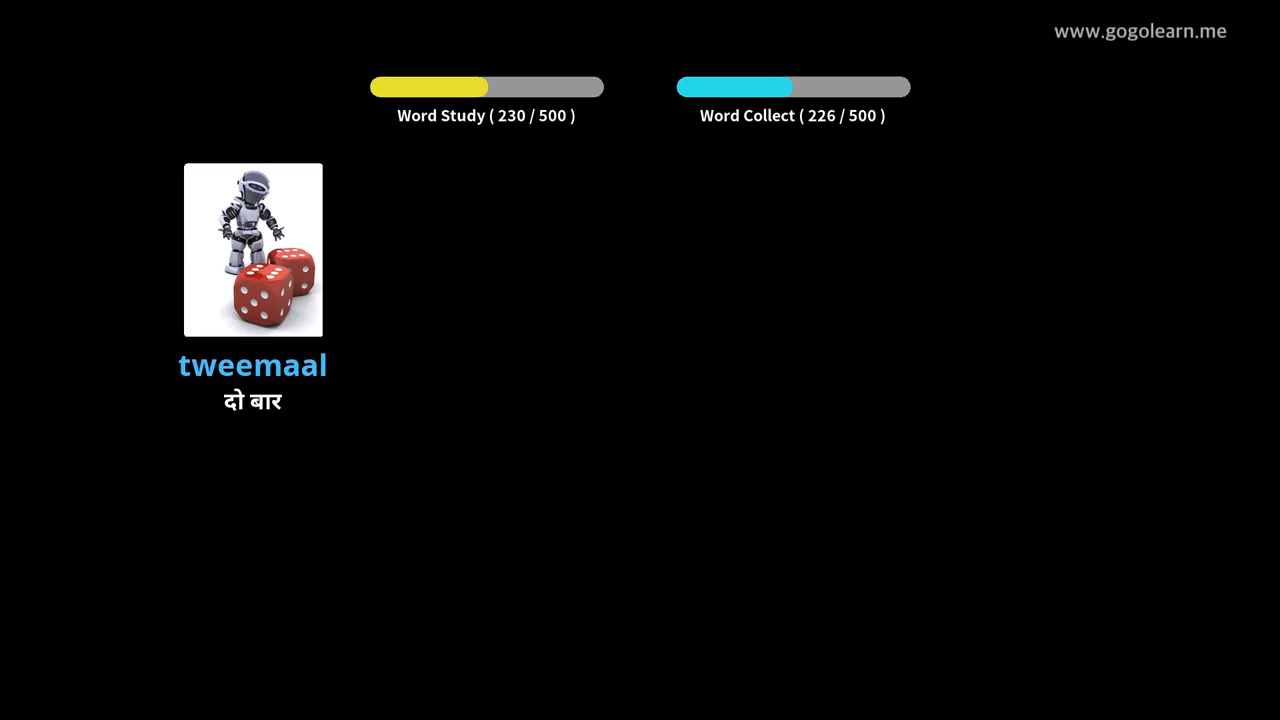 www.gogolearn.me
Word Study ( 230 / 500 )
Word Collect ( 226 / 500 )
tweemaal
दो बार